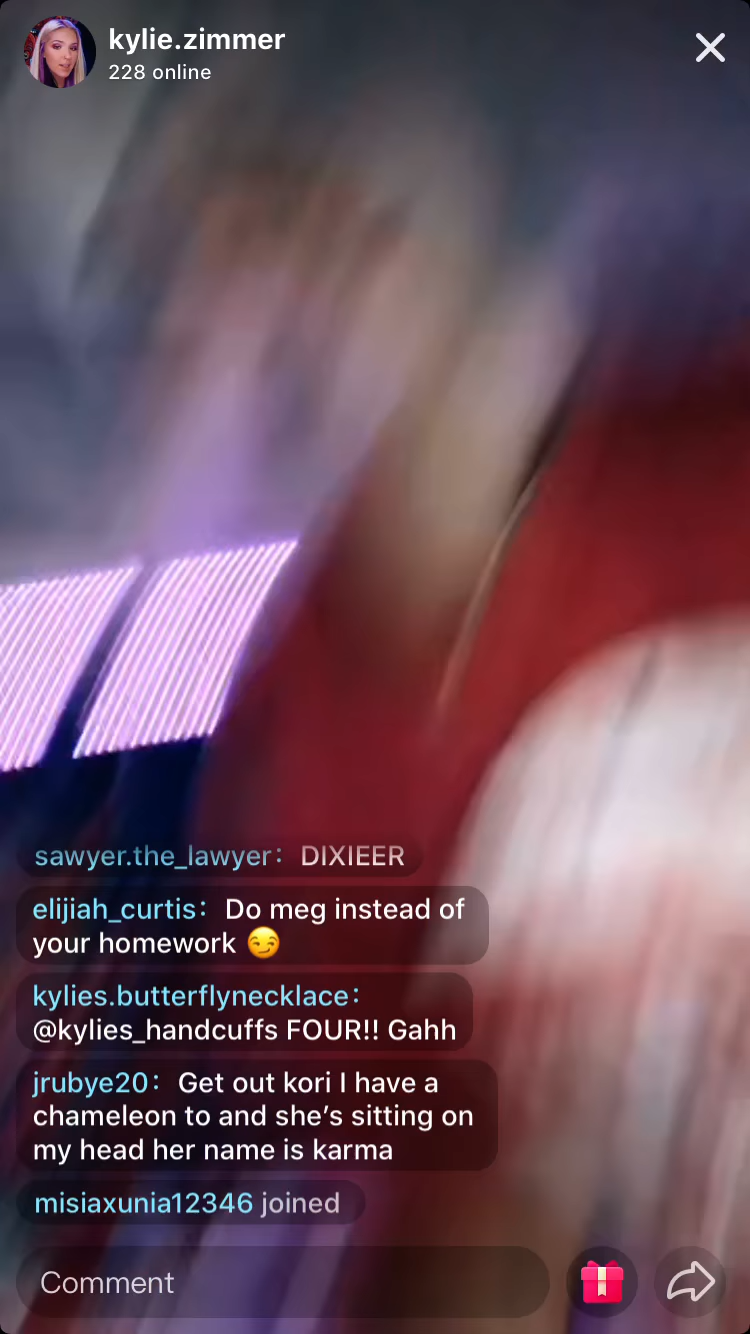 kylie.zimmer
228 online
sawyer.the_lawyer: DIXIEER
elijiah_curtis: Do meg instead of
your homework 😏
kylies.butterflynecklace:
@kylies_handcuffs FOUR!! Gahh
jrubye20: Get out kori I have a
chameleon to and she’s sitting on
my head her name is karma
misiaxunia12346 joined
Comment